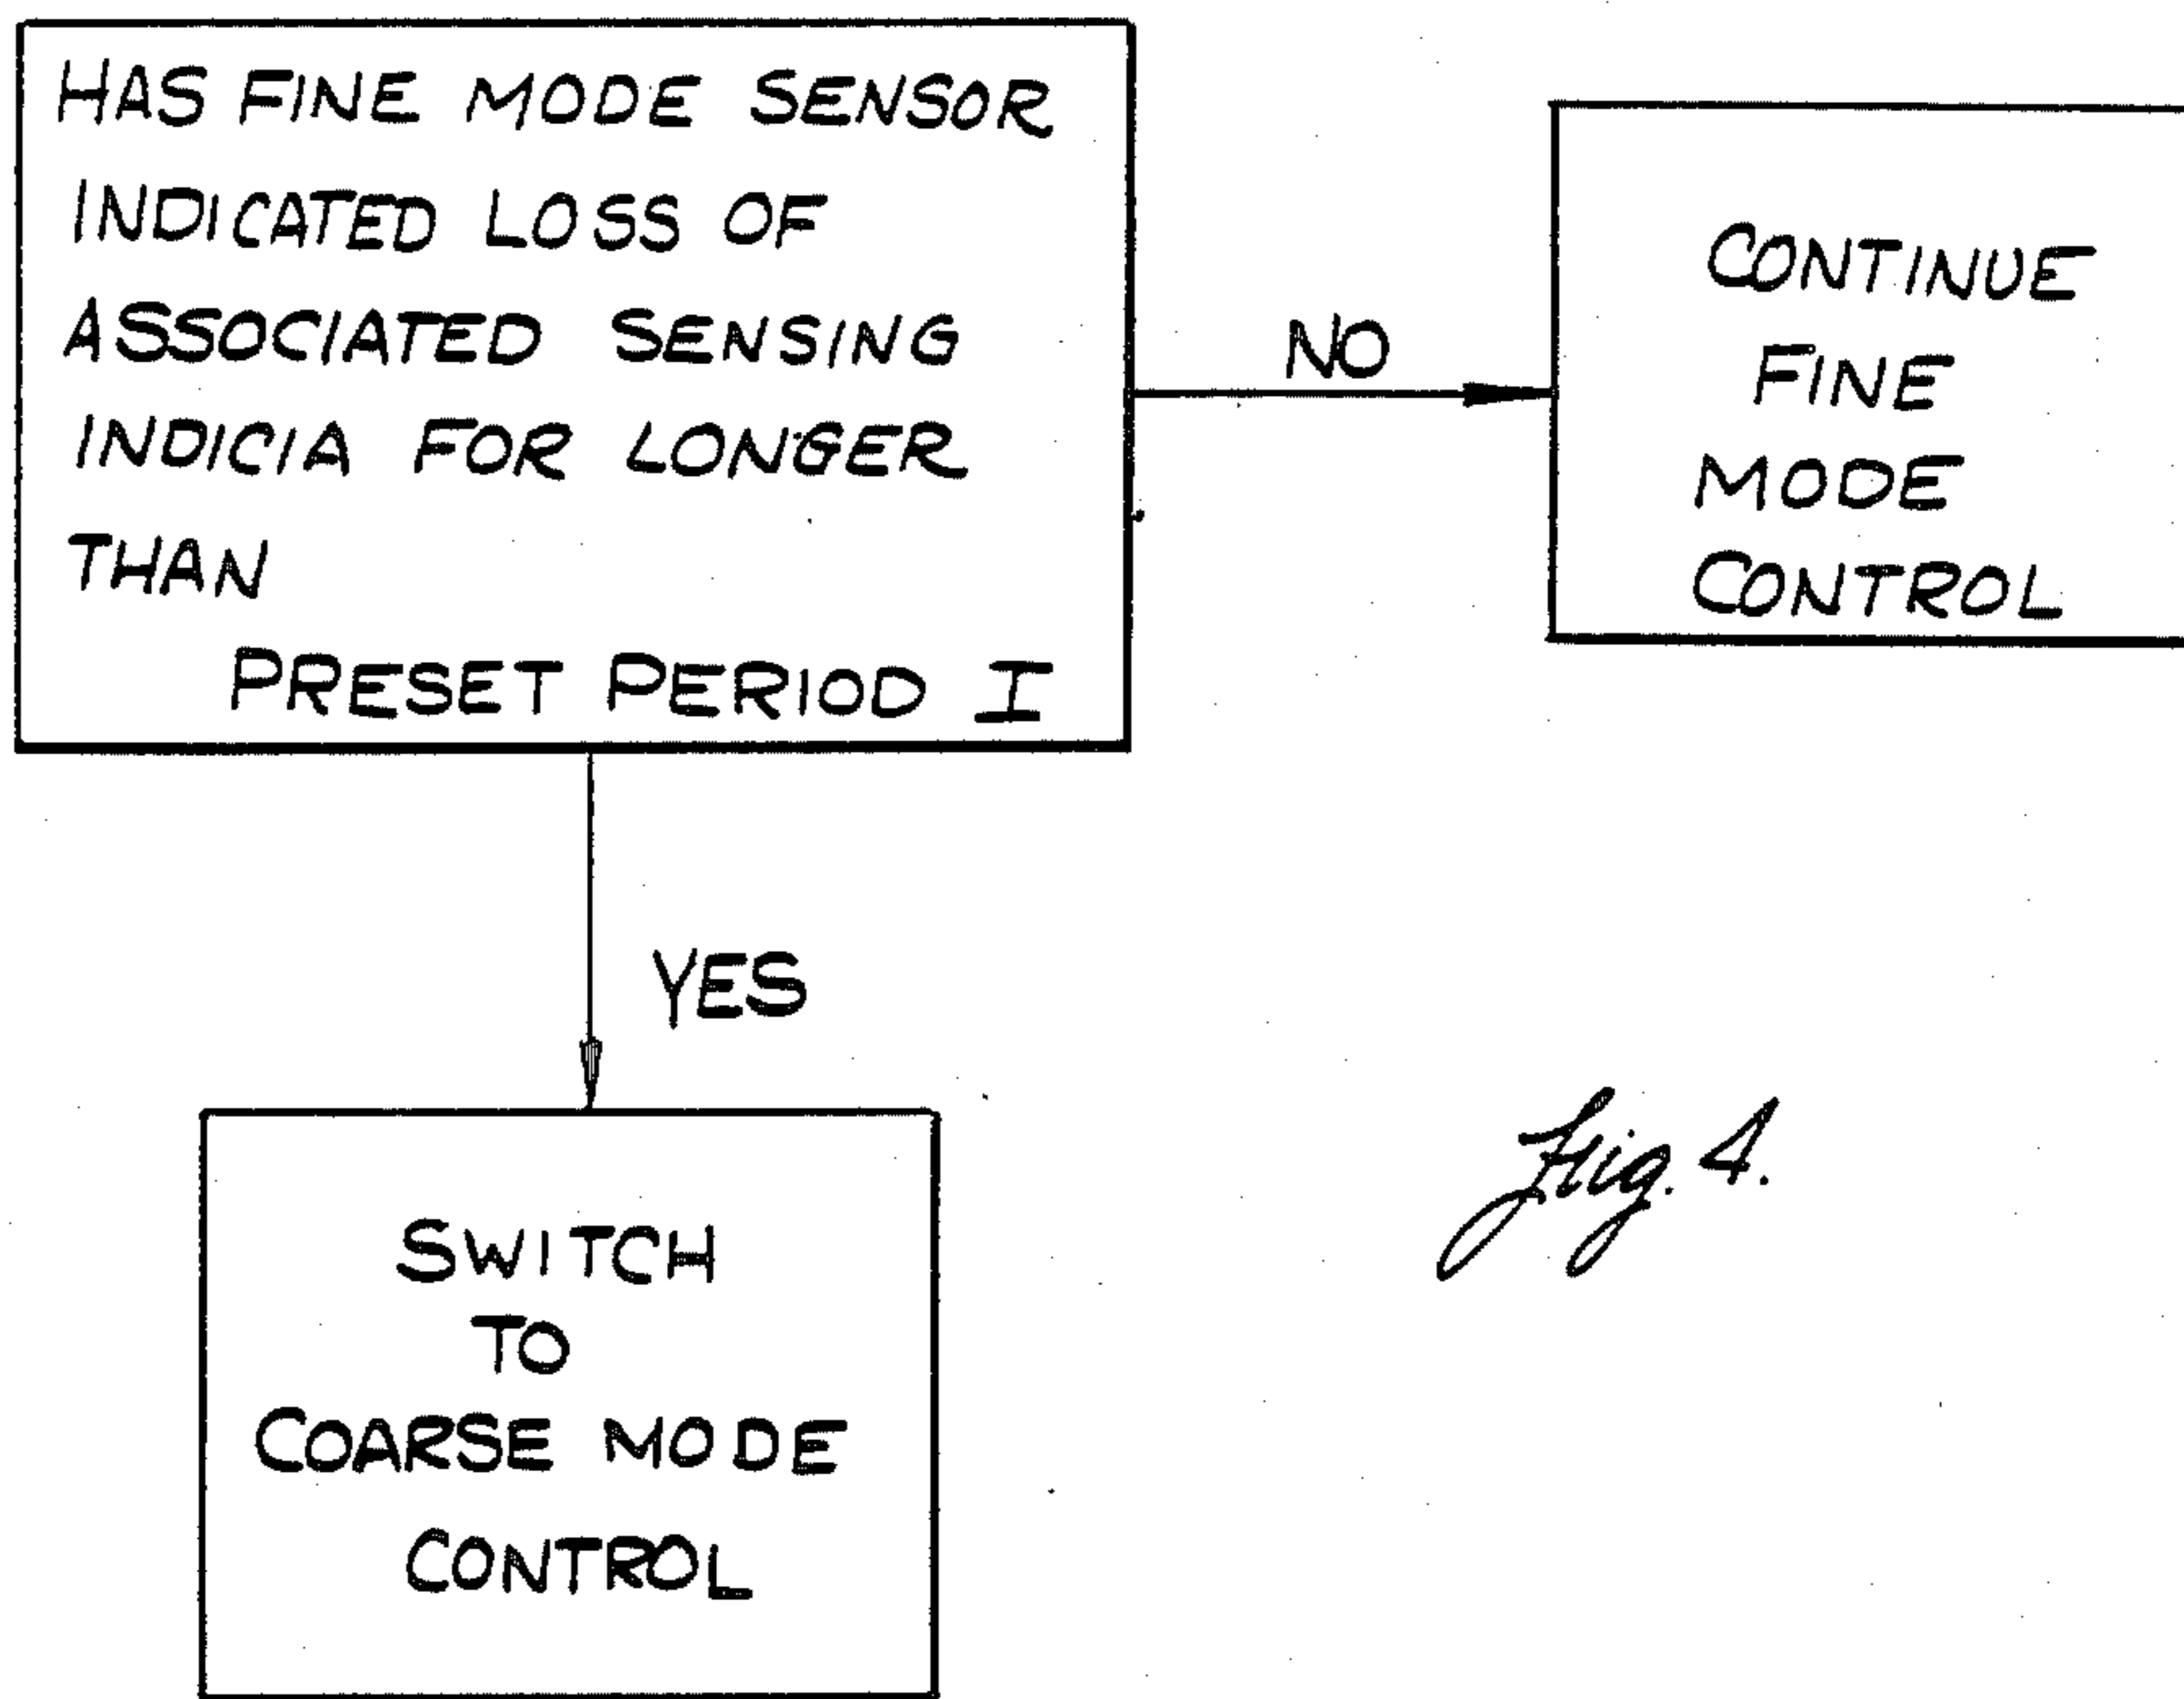 HAS FINE MODE SENSOR
INDICATED LOSS OF
ASSOCIATED SENSING
INDICIA FOR LONGER
THAN
PRESET PERIOD I
NO
CONTINUE
FINE
MODE
CONTROL
YES
SWITCH
TO
COARSE MODE
CONTROL
Fig. 4.